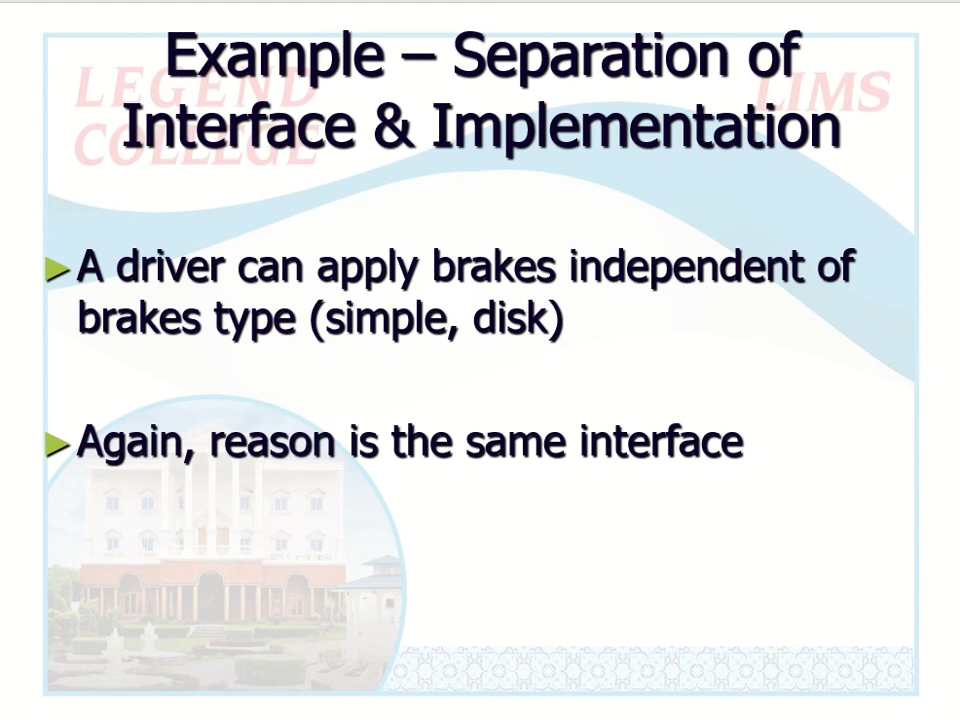 Example – Separation of
Interface & Implementation
LEGEND
COLLEGE
LIMS
► A driver can apply brakes independent of
brakes type (simple, disk)
► Again, reason is the same interface